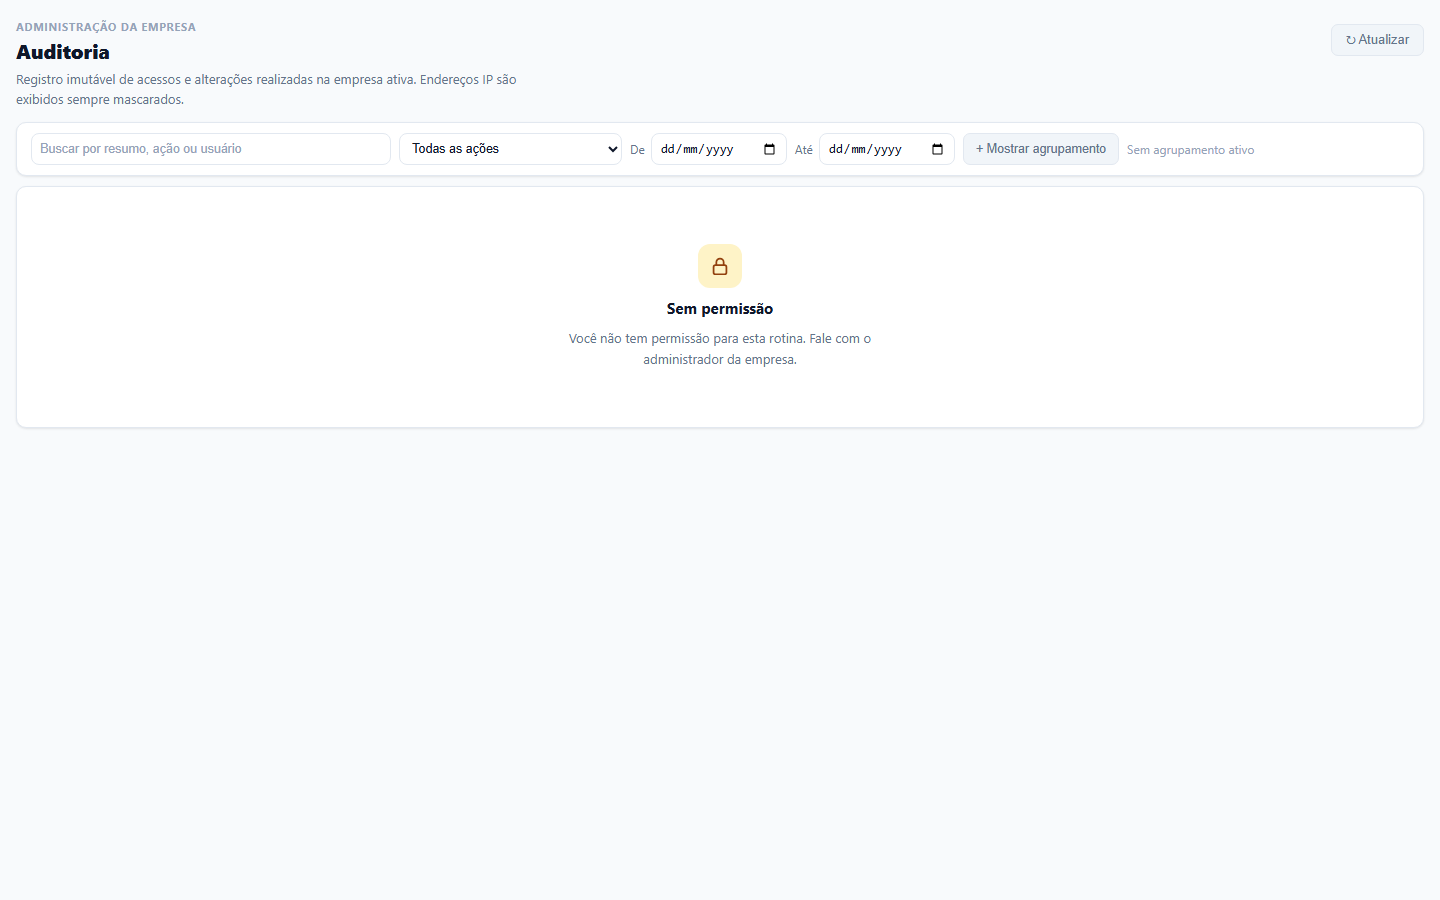 ADMINISTRAÇÃO DA EMPRESA
Auditoria
Registro imutável de acessos e alterações realizadas na empresa ativa. Endereços IP são
exibidos sempre mascarados.
↻ Atualizar
Buscar por resumo, ação ou usuário
Todas as ações
De
dd/mm/yyyy
Até
dd/mm/yyyy
+ Mostrar agrupamento
Sem agrupamento ativo
Sem permissão
Você não tem permissão para esta rotina. Fale com o
administrador da empresa.